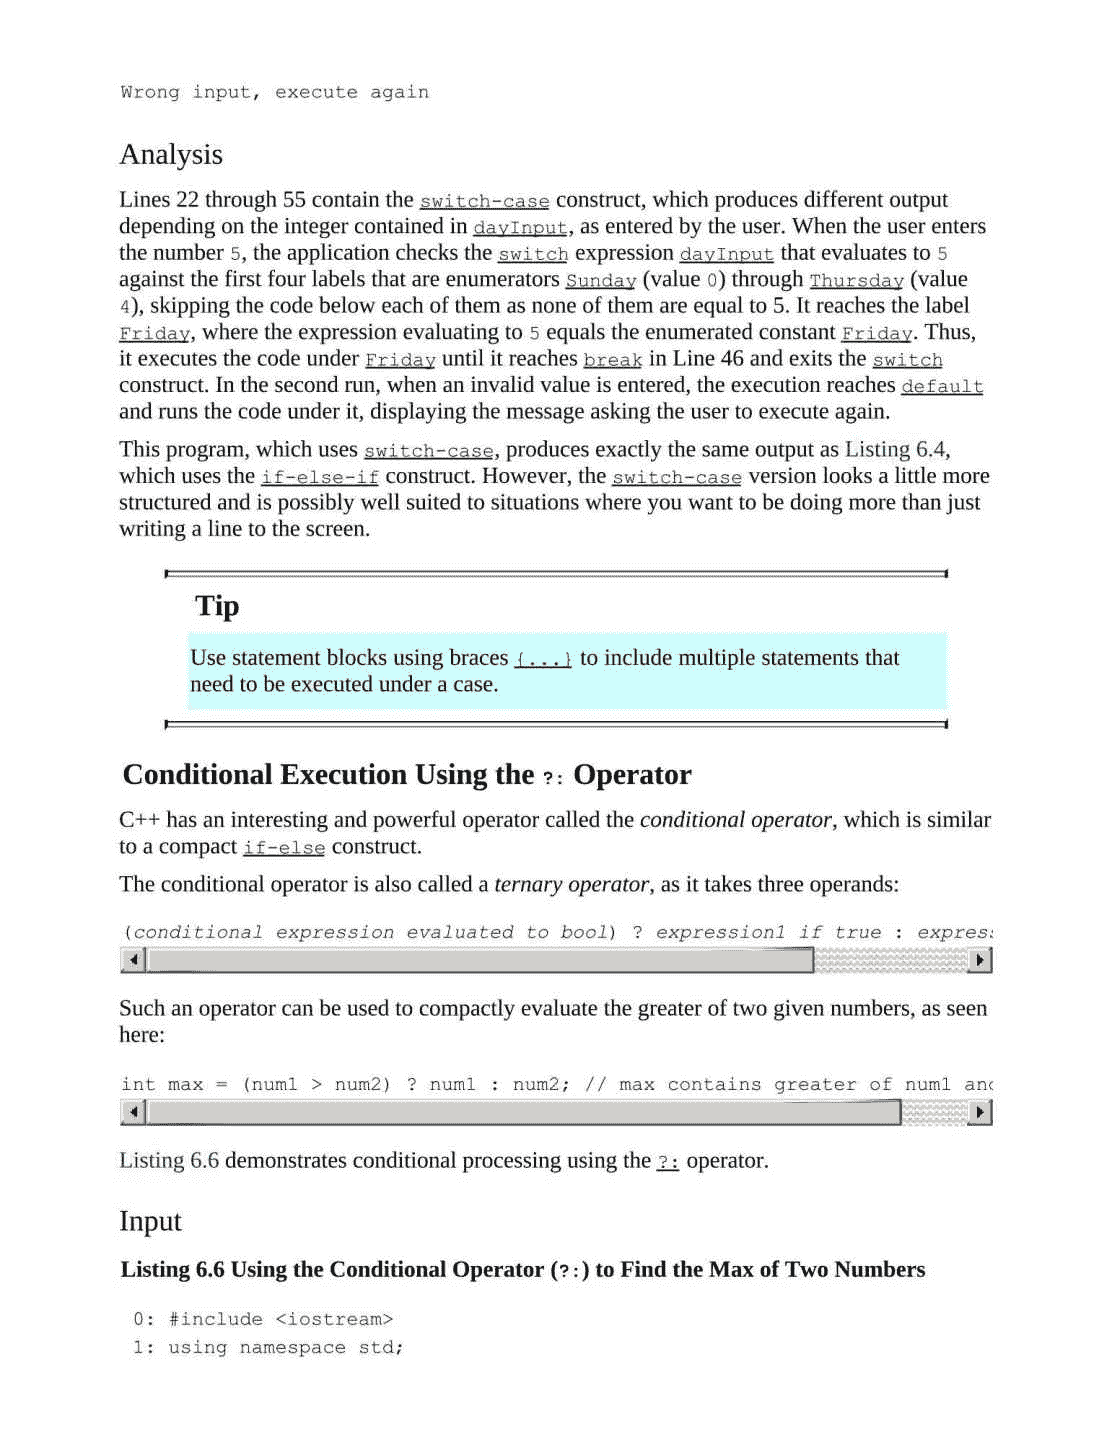 Wrong input, execute again
Analysis
Lines 22 through 55 contain the switch-case construct, which produces different output
depending on the integer contained in dayInput, as entered by the user. When the user enters
the number 5, the application checks the switch expression dayInput that evaluates to 5
against the first four labels that are enumerators Sunday (value 0) through Thursday (value
4), skipping the code below each of them as none of them are equal to 5. It reaches the label
Friday, where the expression evaluating to 5 equals the enumerated constant Friday. Thus,
it executes the code under Friday until it reaches break in Line 46 and exits the switch
construct. In the second run, when an invalid value is entered, the execution reaches default
and runs the code under it, displaying the message asking the user to execute again.
This program, which uses switch-case, produces exactly the same output as Listing 6.4,
which uses the if-else-if construct. However, the switch-case version looks a little more
structured and is possibly well suited to situations where you want to be doing more than just
writing a line to the screen.
Tip
Use statement blocks using braces {...} to include multiple statements that
need to be executed under a case.
Conditional Execution Using the ?: Operator
C++ has an interesting and powerful operator called the conditional operator, which is similar
to a compact if-else construct.
The conditional operator is also called a ternary operator, as it takes three operands:
(conditional expression evaluated to bool) ? expression1 if true : express
Such an operator can be used to compactly evaluate the greater of two given numbers, as seen
here:
int max = (num1 > num2) ? num1 : num2; // max contains greater of num1 and
Listing 6.6 demonstrates conditional processing using the ?: operator.
Input
Listing 6.6 Using the Conditional Operator (?:) to Find the Max of Two Numbers
0: #include <iostream>
1: using namespace std;